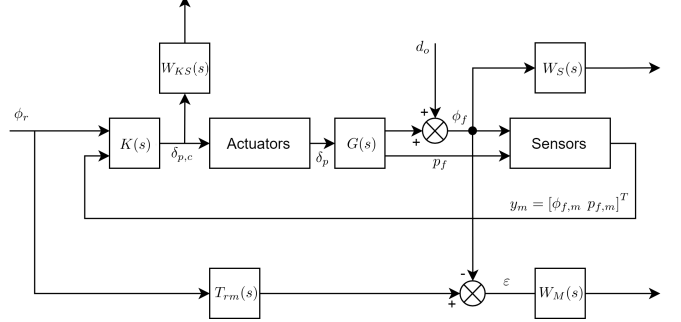 d_o
W_{KS}(s)
W_S(s)
ϕ_r
+
ϕ_f
K(s)
δ_{p,c}
Actuators
δ_p
G(s)
+
p_f
Sensors
y_m = [ϕ_{f,m} p_{f,m}]^T
-
T_{rm}(s)
+
ε
W_M(s)